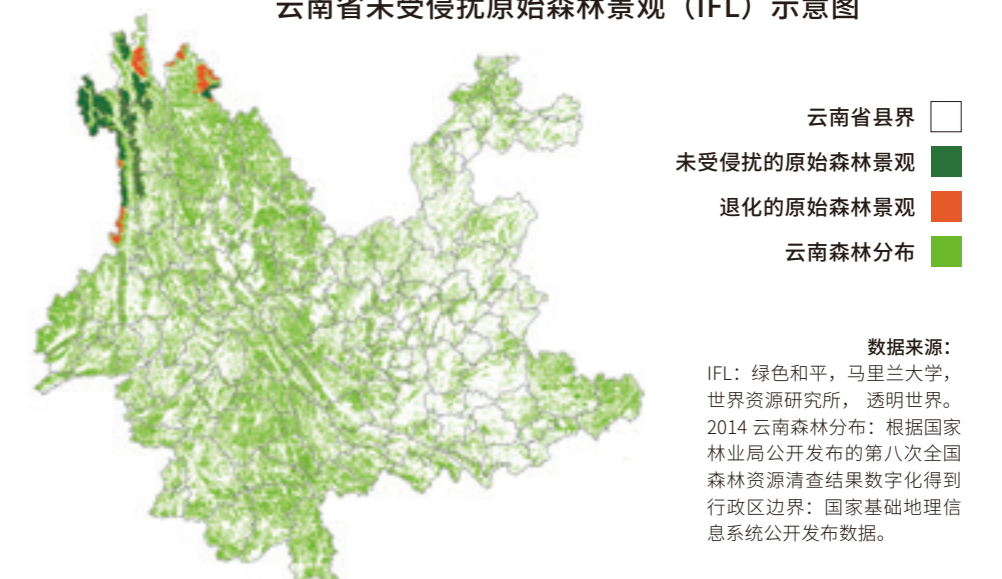 云南省未受侵扰原始森林景观（IFL）示意图
云南省县界
未受侵扰的原始森林景观
退化的原始森林景观
云南森林分布
数据来源：
IFL：绿色和平，马里兰大学，
世界资源研究所， 透明世界。
2014 云南森林分布：根据国家
林业局公开发布的第八次全国
森林资源清查结果数字化得到
行政区边界：国家基础地理信
息系统公开发布数据。